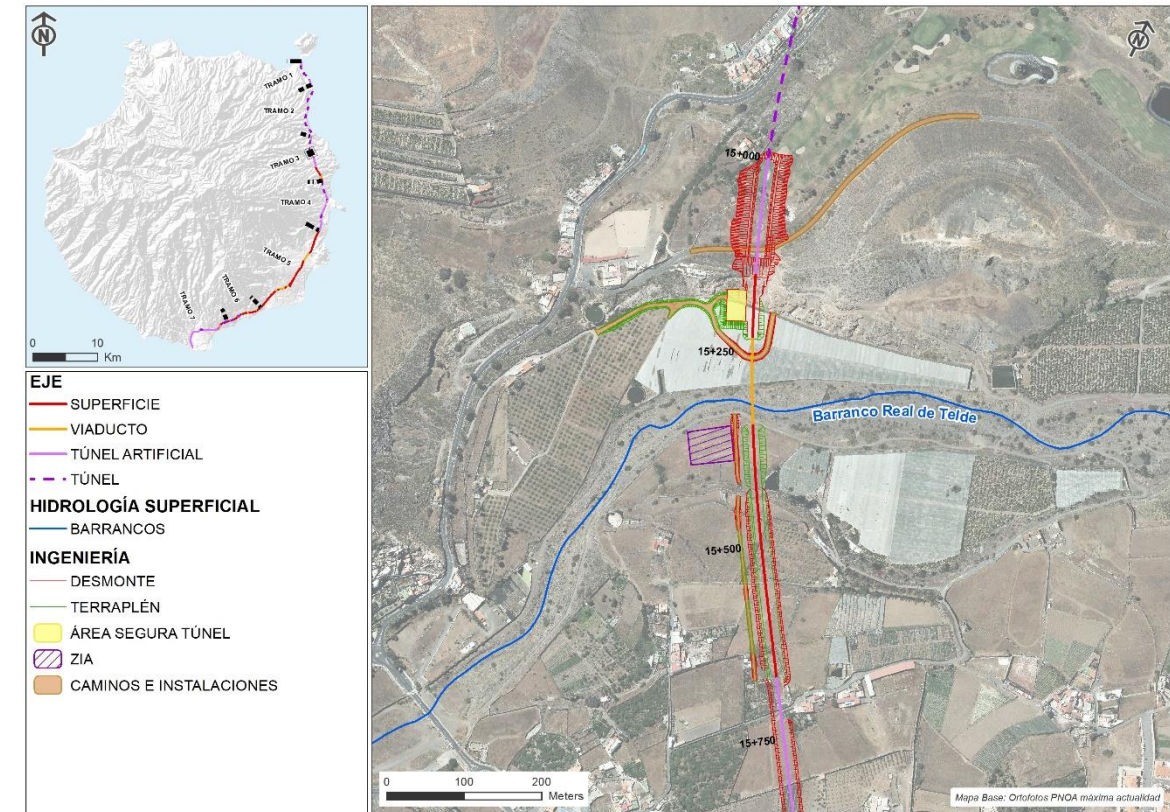 N
TRAMO 1
TRAMO 2
TRAMO 3
TRAMO 4
TRAMO 5
TRAMO 6
TRAMO 7
0 10
Km
EJE
SUPERFICIE
VIADUCTO
TÚNEL ARTIFICIAL
TÚNEL
HIDROLOGÍA SUPERFICIAL
BARRANCOS
INGENIERÍA
DESMONTE
TERRAPLÉN
ÁREA SEGURA TÚNEL
ZIA
CAMINOS E INSTALACIONES
N
15+000
15+250
Barranco Real de Telde
15+500
15+750
0 100 200
Meters
Mapa Base: Ortofotos PNOA máxima actualidad